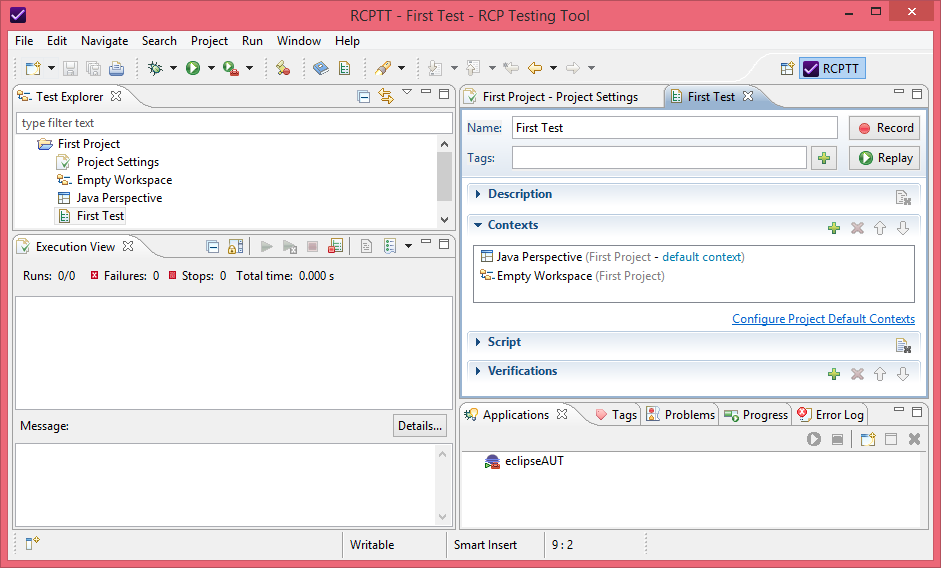 RCPTT - First Test - RCP Testing Tool
File Edit Navigate Search Project Run Window Help
RCPTT
Test Explorer
type filter text
First Project
Project Settings
Empty Workspace
Java Perspective
First Test
Execution View
Runs: 0/0 Failures: 0 Stops: 0 Total time: 0.000 s
Message:
Details...
First Project - Project Settings First Test
Name: First Test Record
Tags: Replay
Description
Contexts
Java Perspective (First Project - default context)
Empty Workspace (First Project)
Configure Project Default Contexts
Script
Verifications
Applications Tags Problems Progress Error Log
eclipseAUT
Writable Smart Insert 9 : 2